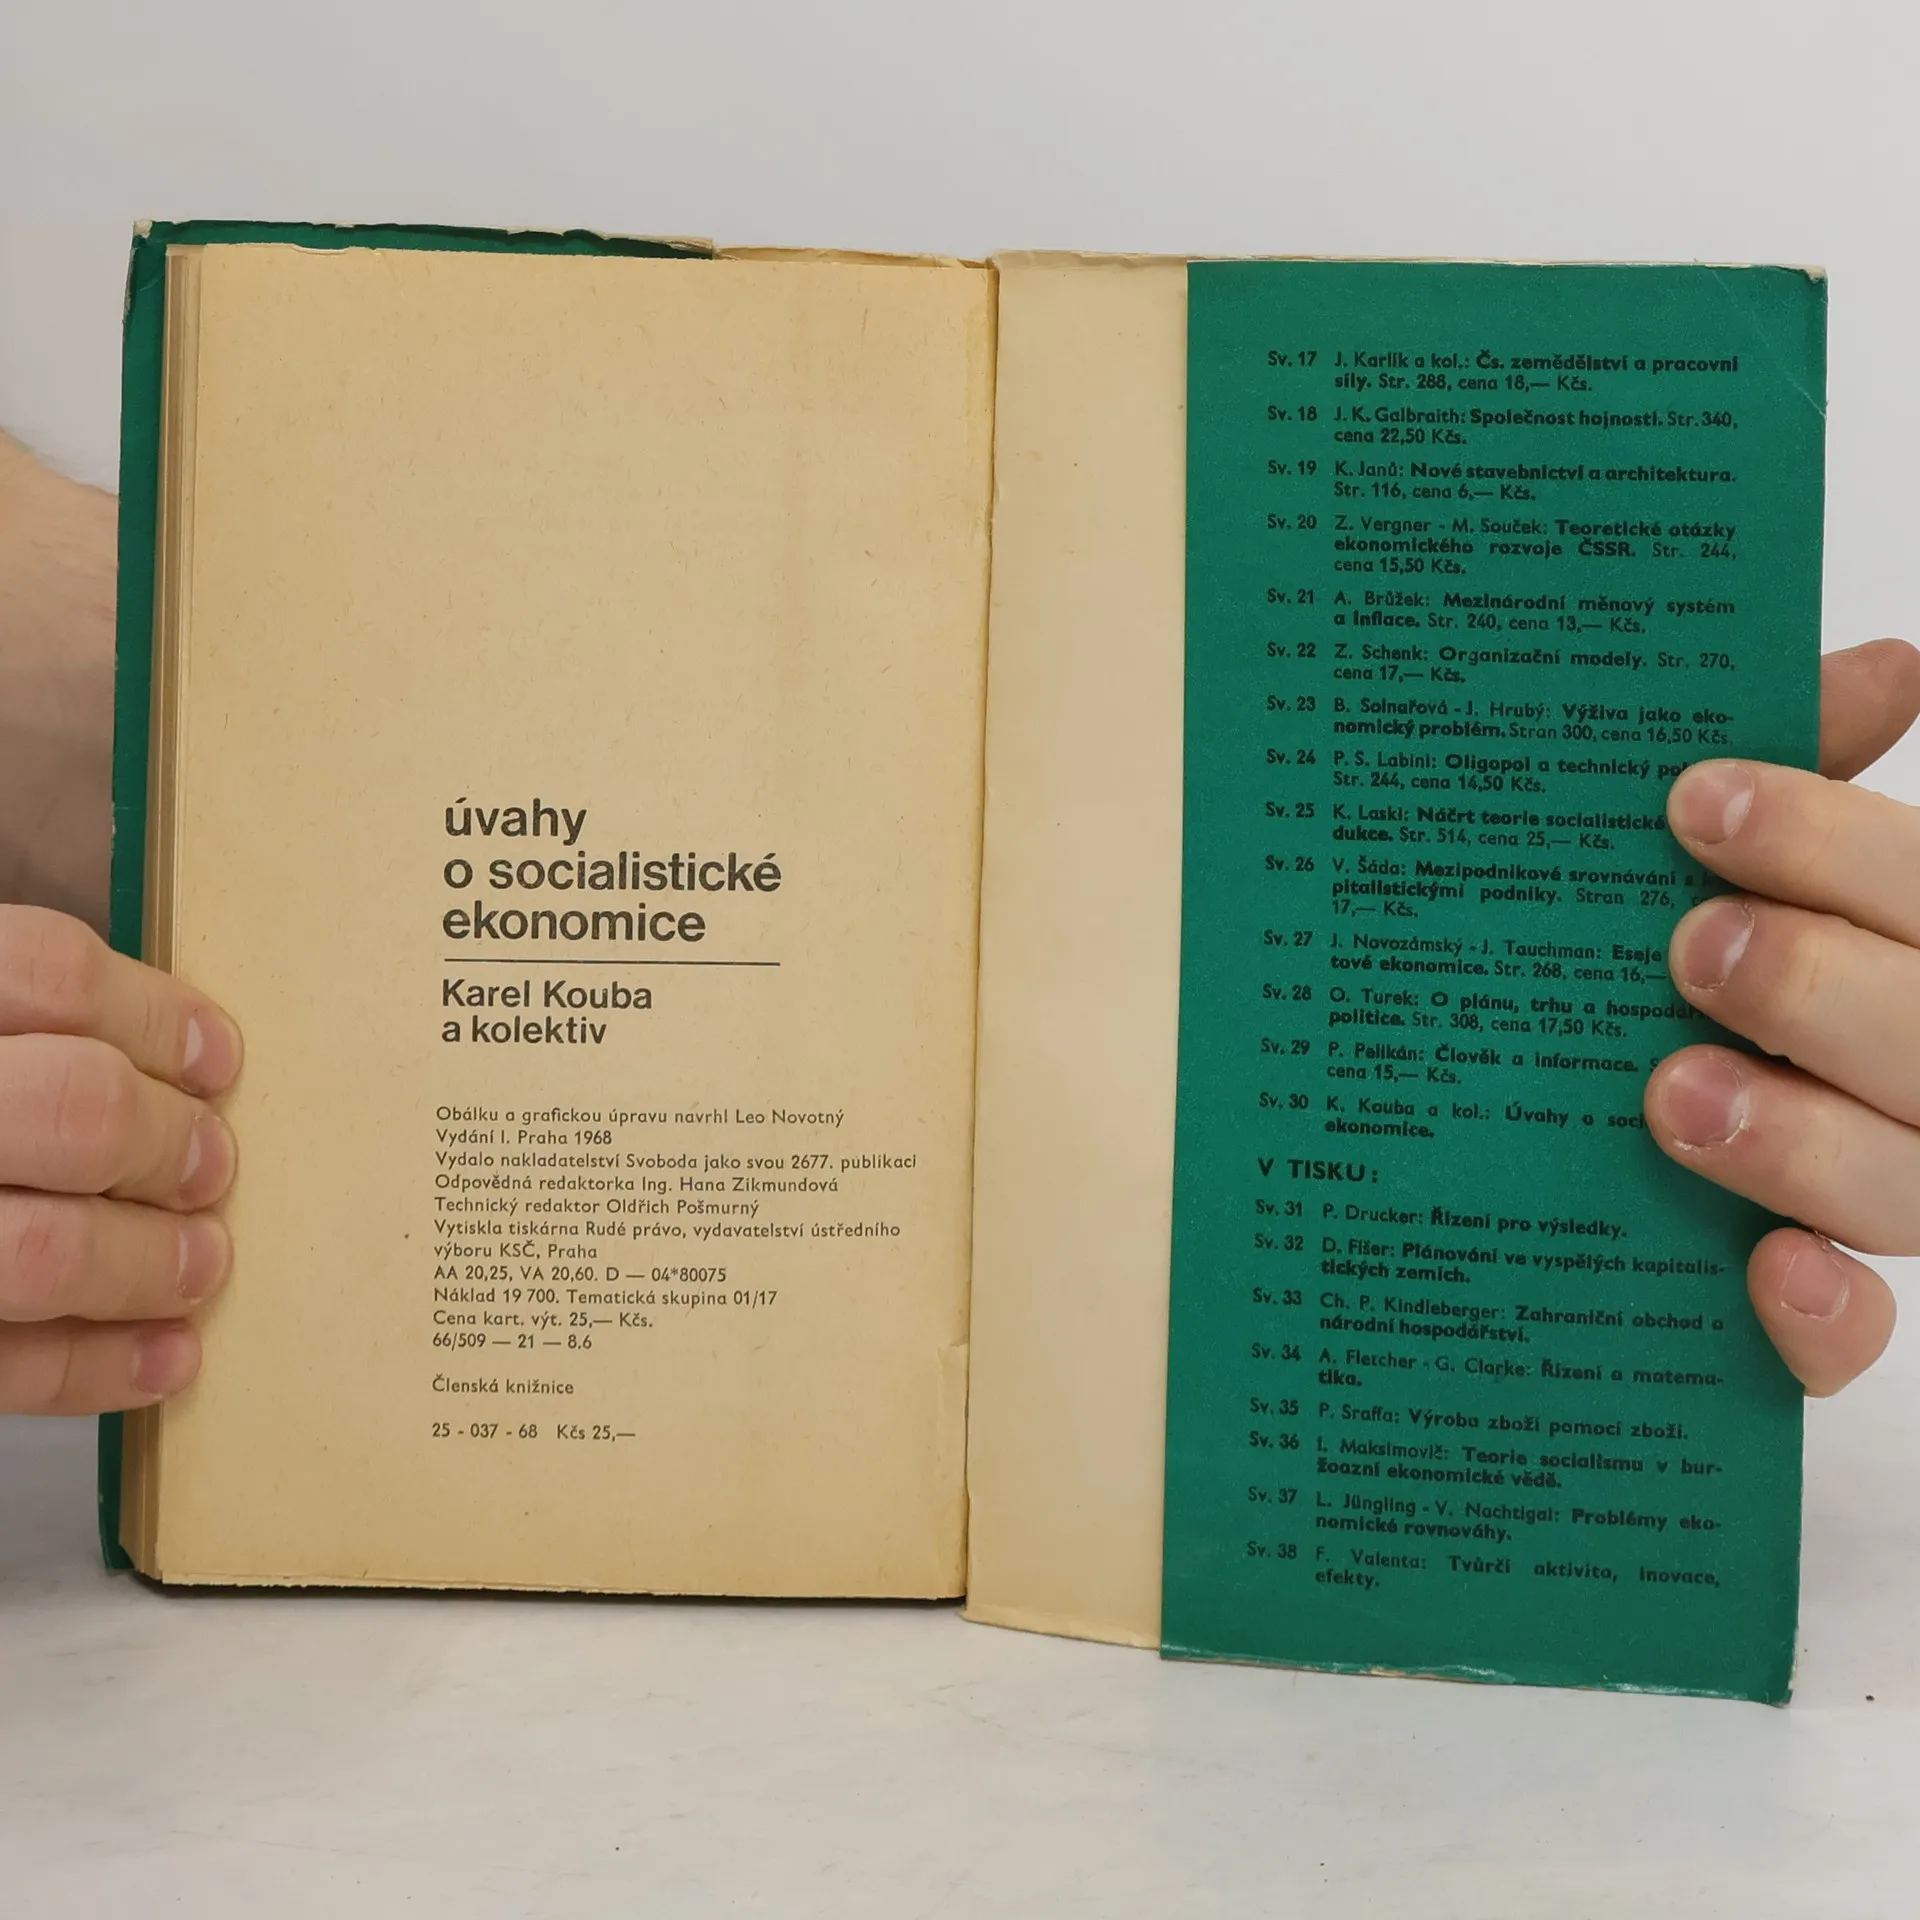 úvahy
o socialistické
ekonomice
Karel Kouba
a kolektiv
Obálku a grafickou úpravu navrhl Leo Novotný
Vydání I. Praha 1968
Vydalo nakladatelství Svoboda jako svou 2677. publikaci
Odpovědná redaktorka Ing. Hana Zikmundová
Technický redaktor Oldřich Pošmurný
Vytiskla tiskárna Rudé právo, vydavatelství ústředního
výboru KSČ, Praha
AA 20,25, VA 20,60. D — 04*80075
Náklad 19 700. Tematická skupina 01/17
Cena kart. výt. 25,— Kčs.
66/509 — 21 — 8.6
Členská knižnice
25 - 037 - 68 Kčs 25,—
Sv. 17 J. Karlík a kol.: Čs. zemědělství a pracovní
síly. Str. 288, cena 18,— Kčs.
Sv. 18 J. K. Galbraith: Společnost hojnosti. Str. 340,
cena 22,50 Kčs.
Sv. 19 K. Janů: Nové stavebnictví a architektura.
Str. 116, cena 6,— Kčs.
Sv. 20 Z. Vergner - M. Souček: Teoretické otázky
ekonomického rozvoje ČSSR. Str. 244,
cena 15,50 Kčs.
Sv. 21 A. Brůžek: Mezinárodní měnový systém
a inflace. Str. 240, cena 13,— Kčs.
Sv. 22 Z. Schenk: Organizační modely. Str. 270,
cena 17,— Kčs.
Sv. 23 B. Solnařová - J. Hrubý: Výživa jako eko-
nomický problém. Stran 300, cena 16,50 Kčs.
Sv. 24 P. S. Labini: Oligopol a technický
Str. 244, cena 14,50 Kčs.
Sv. 25 K. Laski: Náčrt teorie socialistické
dukce. Str. 514, cena 25,— Kčs.
Sv. 26 V. Šáda: Mezipodnikové srovnávání s
pitalistickými podniky. Stran 276,
17,— Kčs.
Sv. 27 J. Novozámský - J. Tauchman: Eseje
tové ekonomice. Str. 268, cena 16,—
Sv. 28 O. Turek: O plánu, trhu a
politice. Str. 308, cena 17,50 Kčs.
Sv. 29 P. Pelikán: Člověk a informace.
cena 15,— Kčs.
Sv. 30 K. Kouba a kol.: Úvahy o
ekonomice.
V TISKU:
Sv. 31 P. Drucker: Řízení pro výsledky.
Sv. 32 D. Fišer: Plánování ve vyspělých kapitalis-
tických zemích.
Sv. 33 Ch. P. Kindleberger: Zahraniční obchod a
národní hospodářství.
Sv. 34 A. Fletcher - G. Clarke: Řízení a matema-
tika.
Sv. 35 P. Sraffa: Výroba zboží pomocí zboží.
Sv. 36 I. Maksimovič: Teorie socialismu v bur-
žoazní ekonomické vědě.
Sv. 37 L. Jüngling - V. Nachtigal: Problémy eko-
nomické rovnováhy.
Sv. 38 F. Valenta: Tvůrčí aktivita, inovace,
efekty.